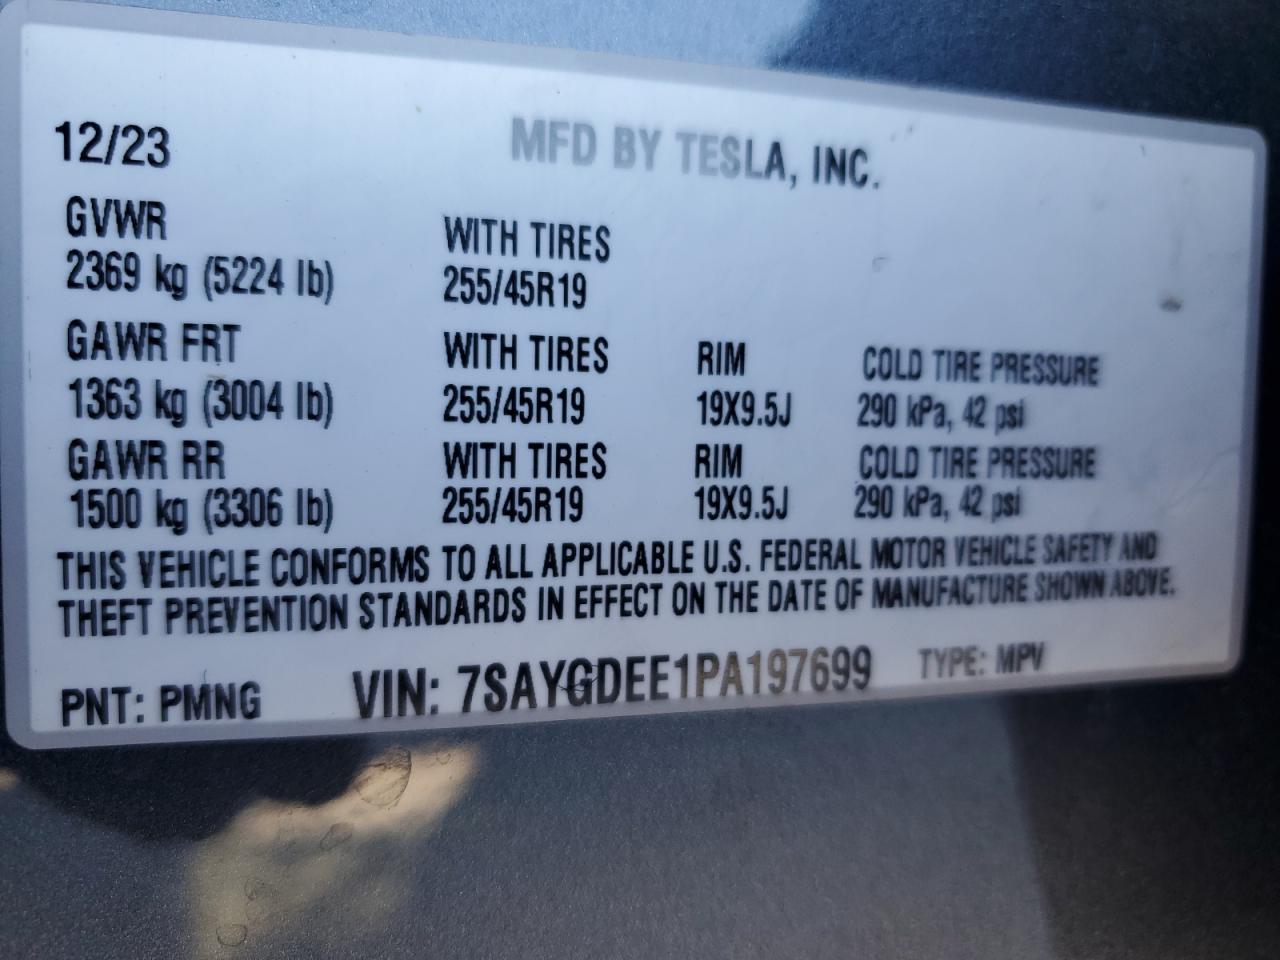 12/23 MFD BY TESLA, INC.
GVWR WITH TIRES
2369 kg (5224 lb) 255/45R19
GAWR FRT WITH TIRES RIM COLD TIRE PRESSURE
1363 kg (3004 lb) 255/45R19 19X9.5J 290 kPa, 42 psi
GAWR RR WITH TIRES RIM COLD TIRE PRESSURE
1500 kg (3306 lb) 255/45R19 19X9.5J 290 kPa, 42 psi
THIS VEHICLE CONFORMS TO ALL APPLICABLE U.S. FEDERAL MOTOR VEHICLE SAFETY AND
THEFT PREVENTION STANDARDS IN EFFECT ON THE DATE OF MANUFACTURE SHOWN ABOVE.
PNT: PMNG VIN: 7SAYGDEE1PA197699 TYPE: MPV